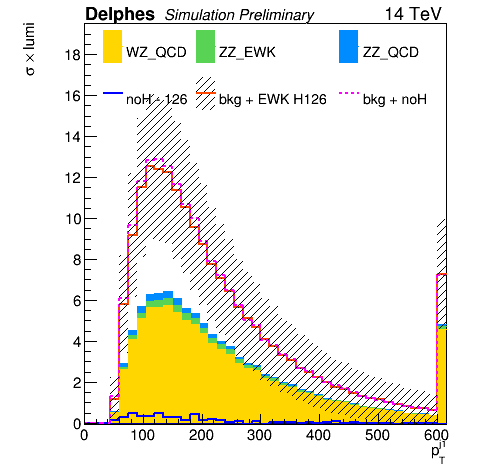 Delphes Simulation Preliminary 14 TeV
σ × lumi
WZ_QCD ZZ_EWK ZZ_QCD
noH - 126 bkg + EWK H126 bkg + noH
18
16
14
12
10
8
6
4
2
0
0 100 200 300 400 500 600
p_T^{j1}